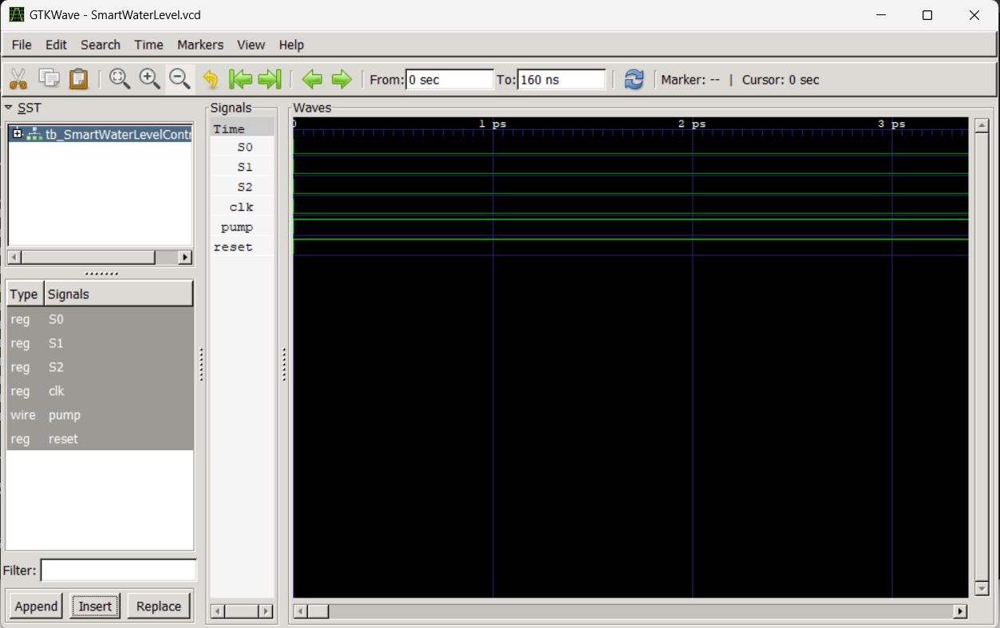 GTKWave - SmartWaterLevel.vcd
File Edit Search Time Markers View Help
From: 0 sec To: 160 ns Marker: -- | Cursor: 0 sec
SST
tb_SmartWaterLevelContr
Type Signals
reg S0
reg S1
reg S2
reg clk
wire pump
reg reset
Filter:
Append Insert Replace
Signals
Time
S0
S1
S2
clk
pump
reset
Waves
0 1 ps 2 ps 3 ps